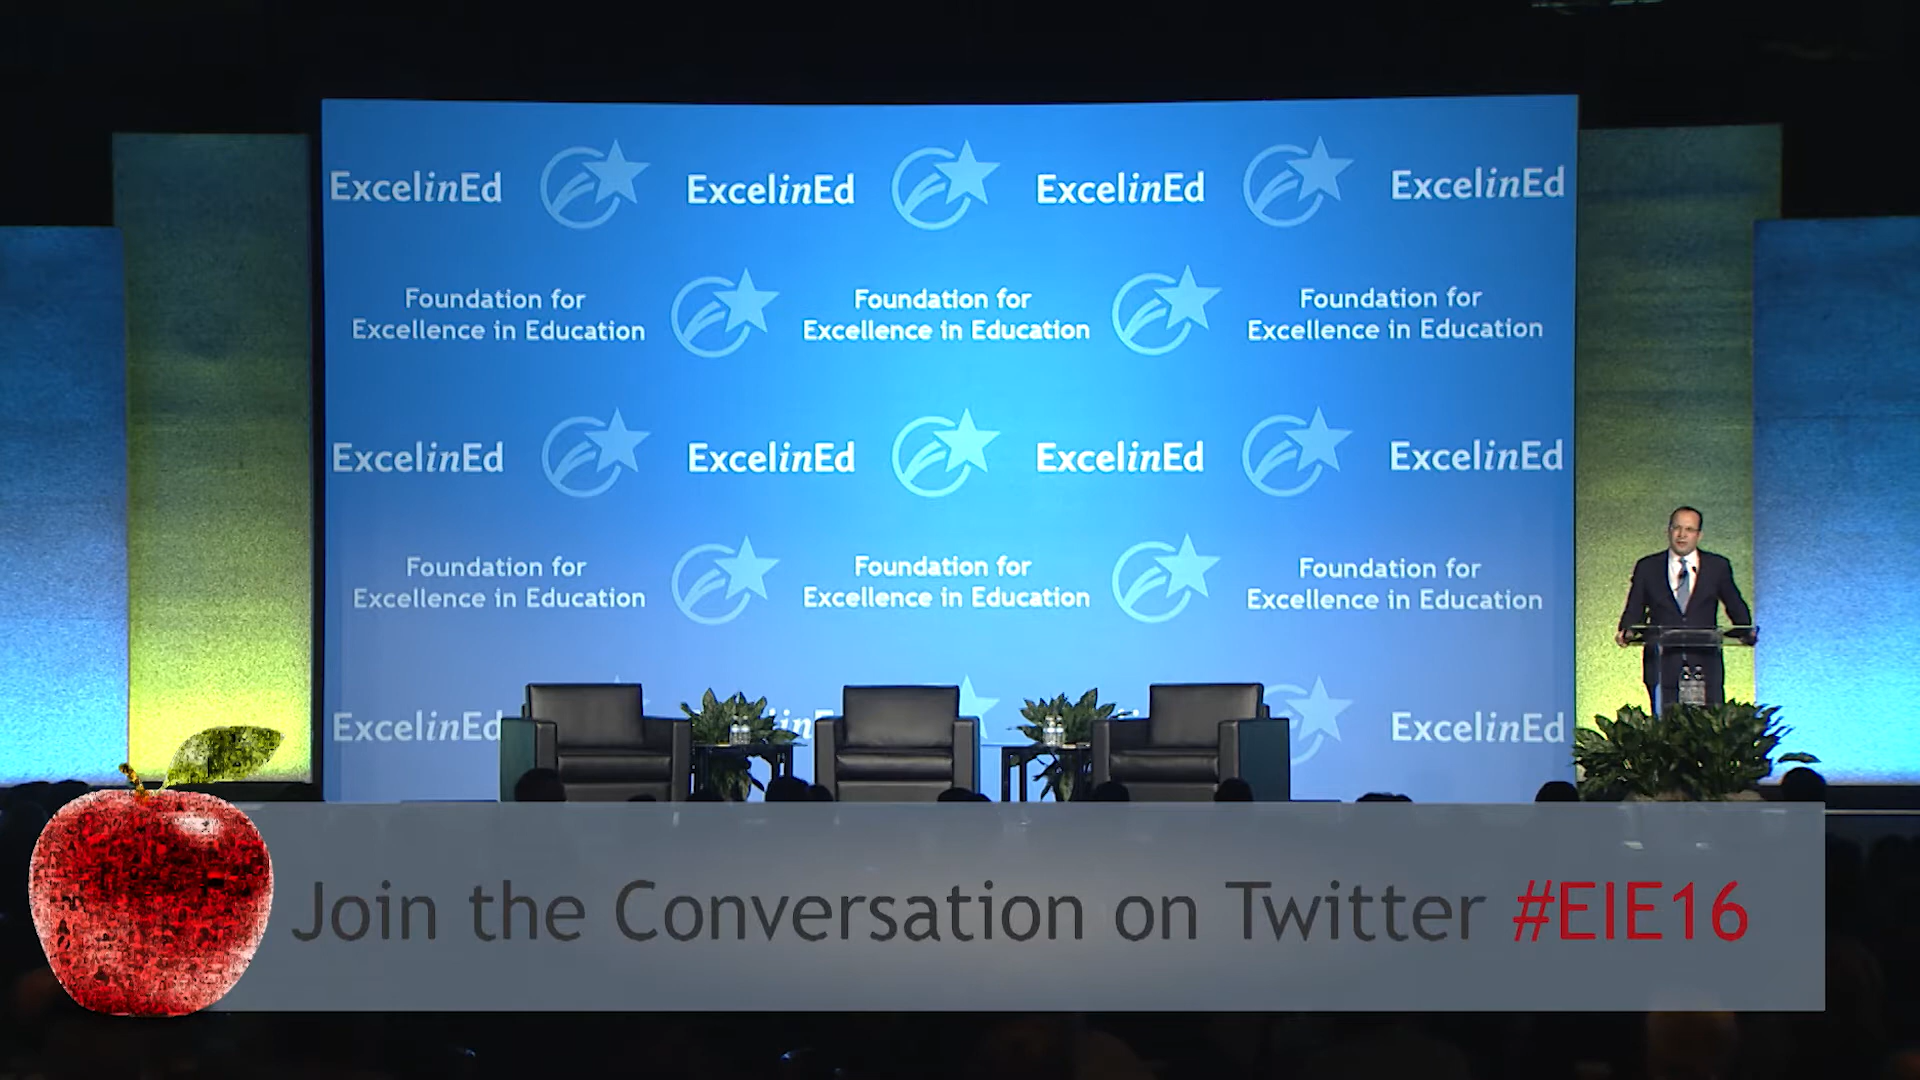 ExcelinEd ExcelinEd ExcelinEd ExcelinEd
Foundation for Foundation for Foundation for
Excellence in Education Excellence in Education Excellence in Education
ExcelinEd ExcelinEd ExcelinEd ExcelinEd
Foundation for Foundation for Foundation for
Excellence in Education Excellence in Education Excellence in Education
ExcelinEd ExcelinEd
Join the Conversation on Twitter #EIE16